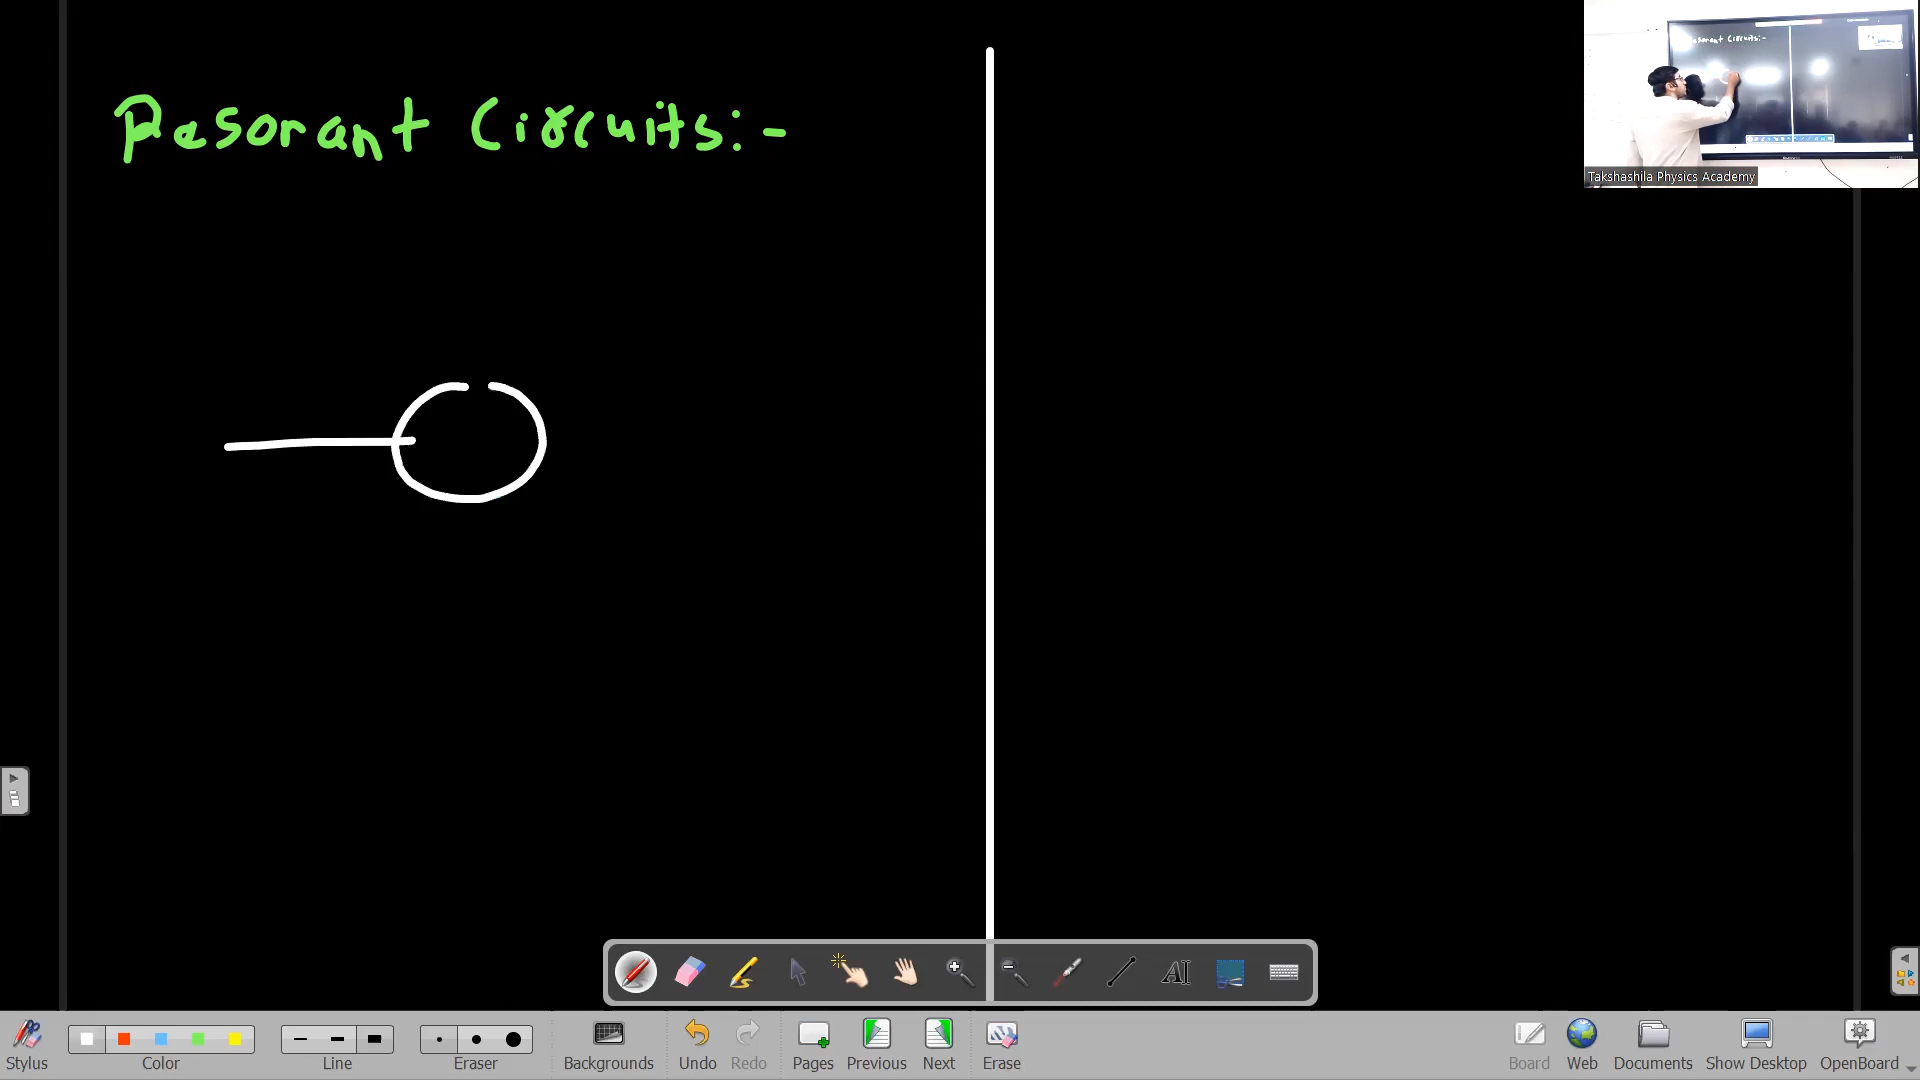 Resorant Circuits:-
Takshashila Physics Academy
Stylus
Color
Line
Eraser
Backgrounds
Undo
Redo
Pages
Previous
Next
Erase
Board
Web
Documents
Show Desktop
OpenBoard